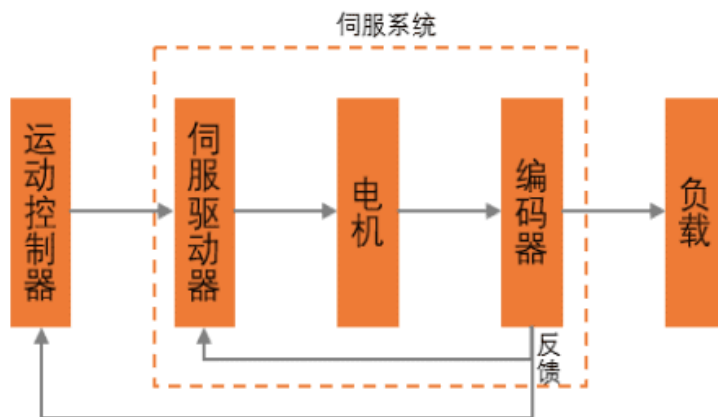 伺服系统
运动控制器
伺服驱动器
电机
编码器
负载
反馈